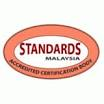 STANDARDS
MALAYSIA
ACCREDITED CERTIFICATION BODY